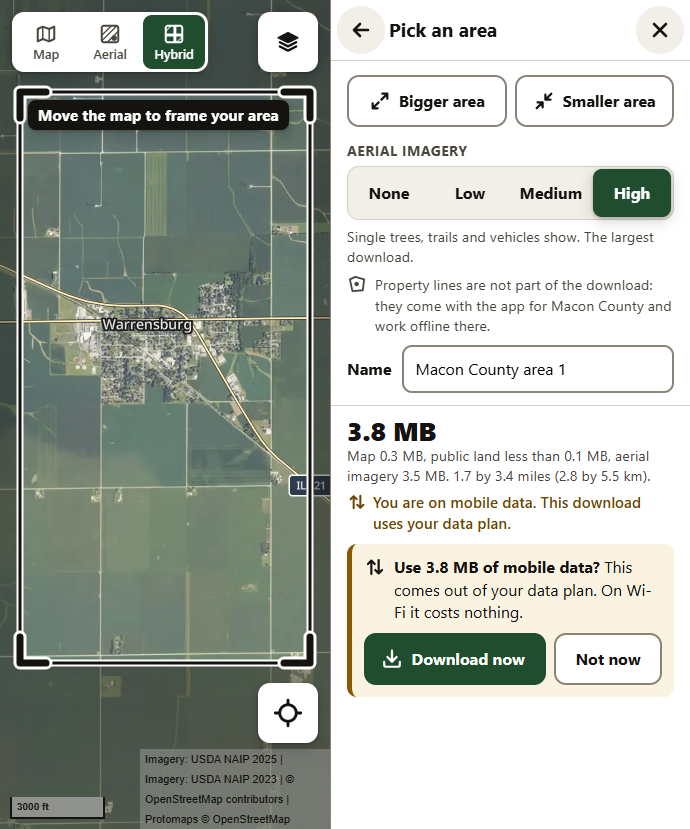 Map
Aerial
Hybrid
Move the map to frame your area
Warrensburg
IL 121
3000 ft
Imagery: USDA NAIP 2025 |
Imagery: USDA NAIP 2023 | ©
OpenStreetMap contributors |
Protomaps © OpenStreetMap
Pick an area
Bigger area
Smaller area
AERIAL IMAGERY
None
Low
Medium
High
Single trees, trails and vehicles show. The largest
download.
Property lines are not part of the download:
they come with the app for Macon County and
work offline there.
Name
Macon County area 1
3.8 MB
Map 0.3 MB, public land less than 0.1 MB, aerial
imagery 3.5 MB. 1.7 by 3.4 miles (2.8 by 5.5 km).
You are on mobile data. This download
uses your data plan.
Use 3.8 MB of mobile data? This
comes out of your data plan. On Wi-
Fi it costs nothing.
Download now
Not now